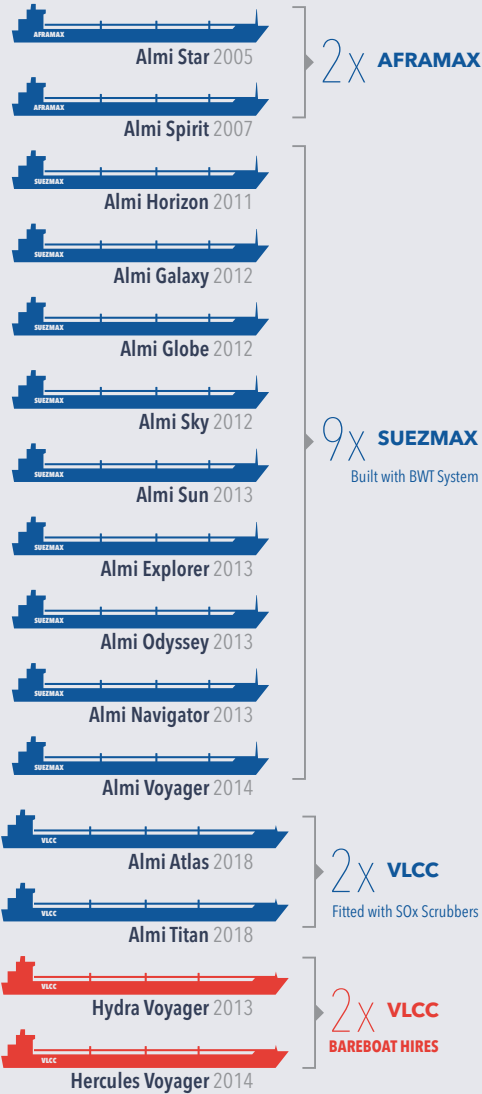 AFRAMAX
Almi Star 2005
2x AFRAMAX
AFRAMAX
Almi Spirit 2007
SUEZMAX
Almi Horizon 2011
SUEZMAX
Almi Galaxy 2012
SUEZMAX
Almi Globe 2012
SUEZMAX
Almi Sky 2012
9x SUEZMAX
Built with BWT System
SUEZMAX
Almi Sun 2013
SUEZMAX
Almi Explorer 2013
SUEZMAX
Almi Odyssey 2013
SUEZMAX
Almi Navigator 2013
SUEZMAX
Almi Voyager 2014
VLCC
Almi Atlas 2018
2x VLCC
Fitted with SOx Scrubbers
VLCC
Almi Titan 2018
VLCC
Hydra Voyager 2013
2x VLCC
BAREBOAT HIRES
VLCC
Hercules Voyager 2014